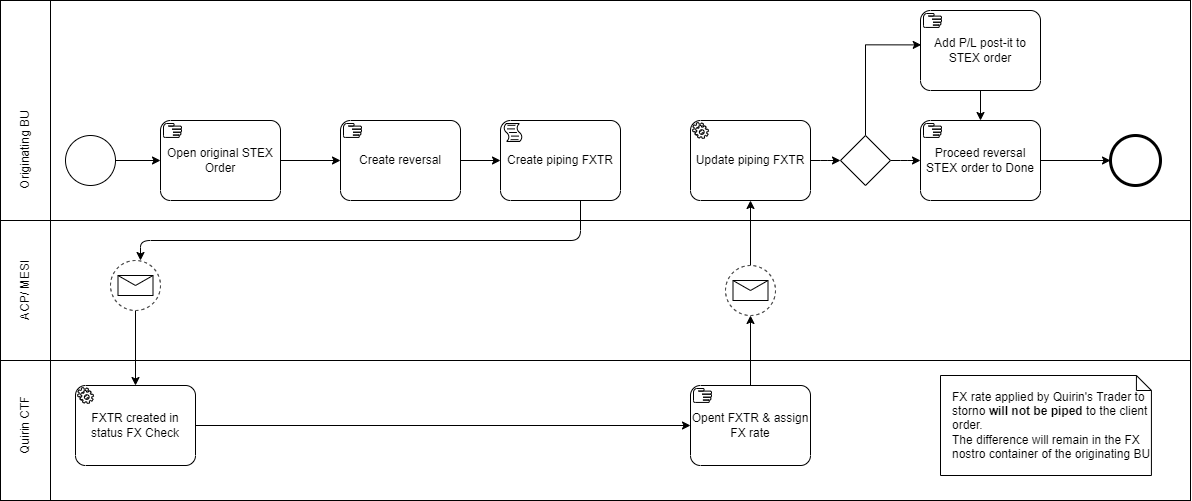 Originating BU
Open original STEX
Order
Create reversal
Create piping FXTR
Update piping FXTR
Add P/L post-it to
STEX order
Proceed reversal
STEX order to Done
ACP/ MESI
Quirin CTF
FXTR created in
status FX Check
Opent FXTR & assign
FX rate
FX rate applied by Quirin's Trader to
storno will not be piped to the client
order.
The difference will remain in the FX
nostro container of the originating BU